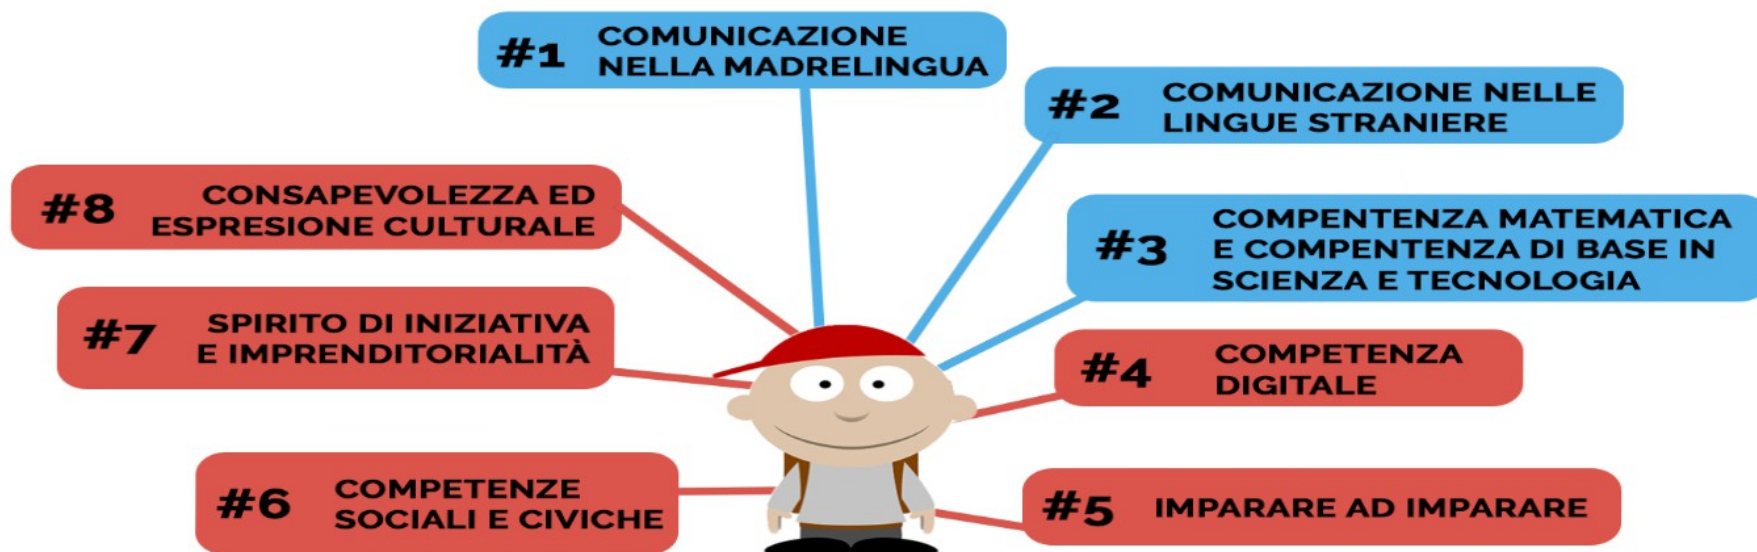 #1 COMUNICAZIONE
NELLA MADRELINGUA
#2 COMUNICAZIONE NELLE
LINGUE STRANIERE
#3 COMPENTENZA MATEMATICA
E COMPENTENZA DI BASE IN
SCIENZA E TECNOLOGIA
#4 COMPETENZA
DIGITALE
#5 IMPARARE AD IMPARARE
#6 COMPETENZE
SOCIALI E CIVICHE
#7 SPIRITO DI INIZIATIVA
E IMPRENDITORIALITÀ
#8 CONSAPEVOLEZZA ED
ESPRESIONE CULTURALE